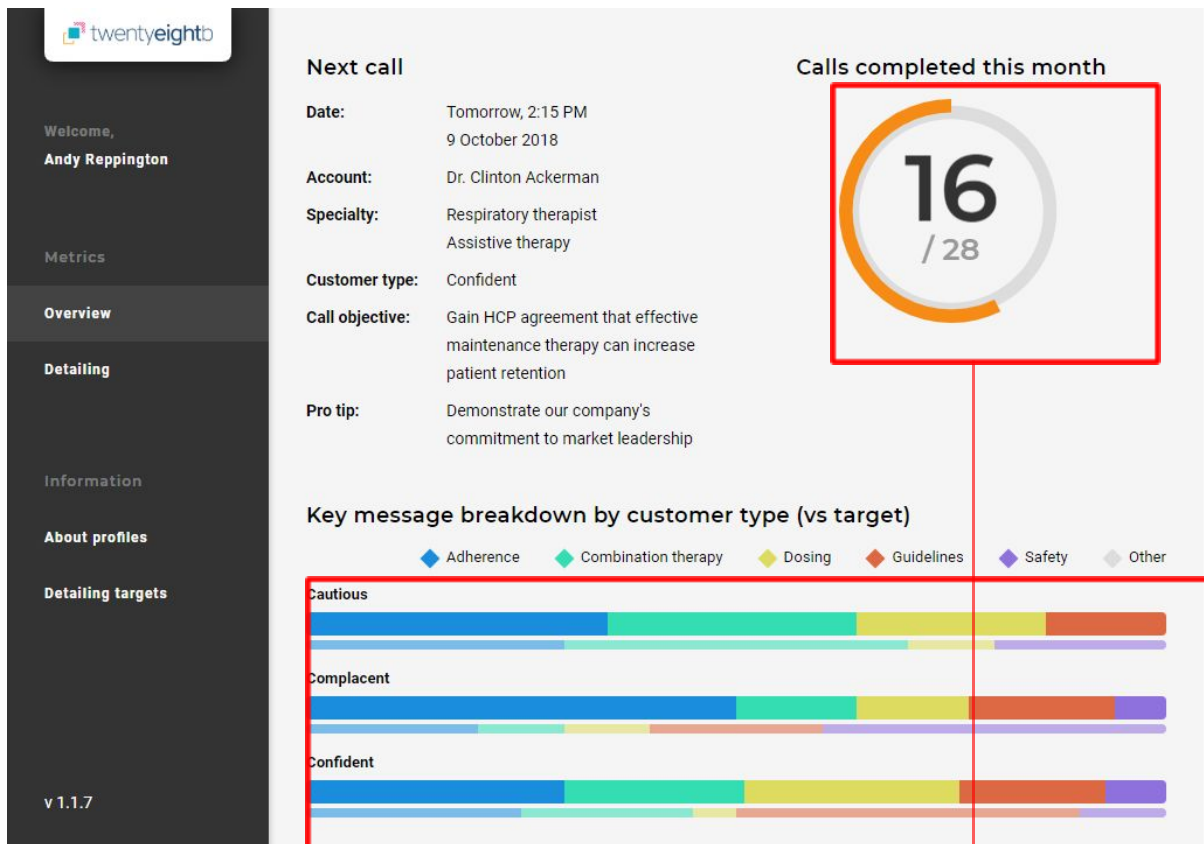 twentyeightb
Welcome,
Andy Reppington
Metrics
Overview
Detailing
Information
About profiles
Detailing targets
v 1.1.7
Next call
Date: Tomorrow, 2:15 PM
9 October 2018
Account: Dr. Clinton Ackerman
Specialty: Respiratory therapist
Assistive therapy
Customer type: Confident
Call objective: Gain HCP agreement that effective
maintenance therapy can increase
patient retention
Pro tip: Demonstrate our company's
commitment to market leadership
Calls completed this month
16
/ 28
Key message breakdown by customer type (vs target)
Adherence Combination therapy Dosing Guidelines Safety Other
Cautious
Complacent
Confident